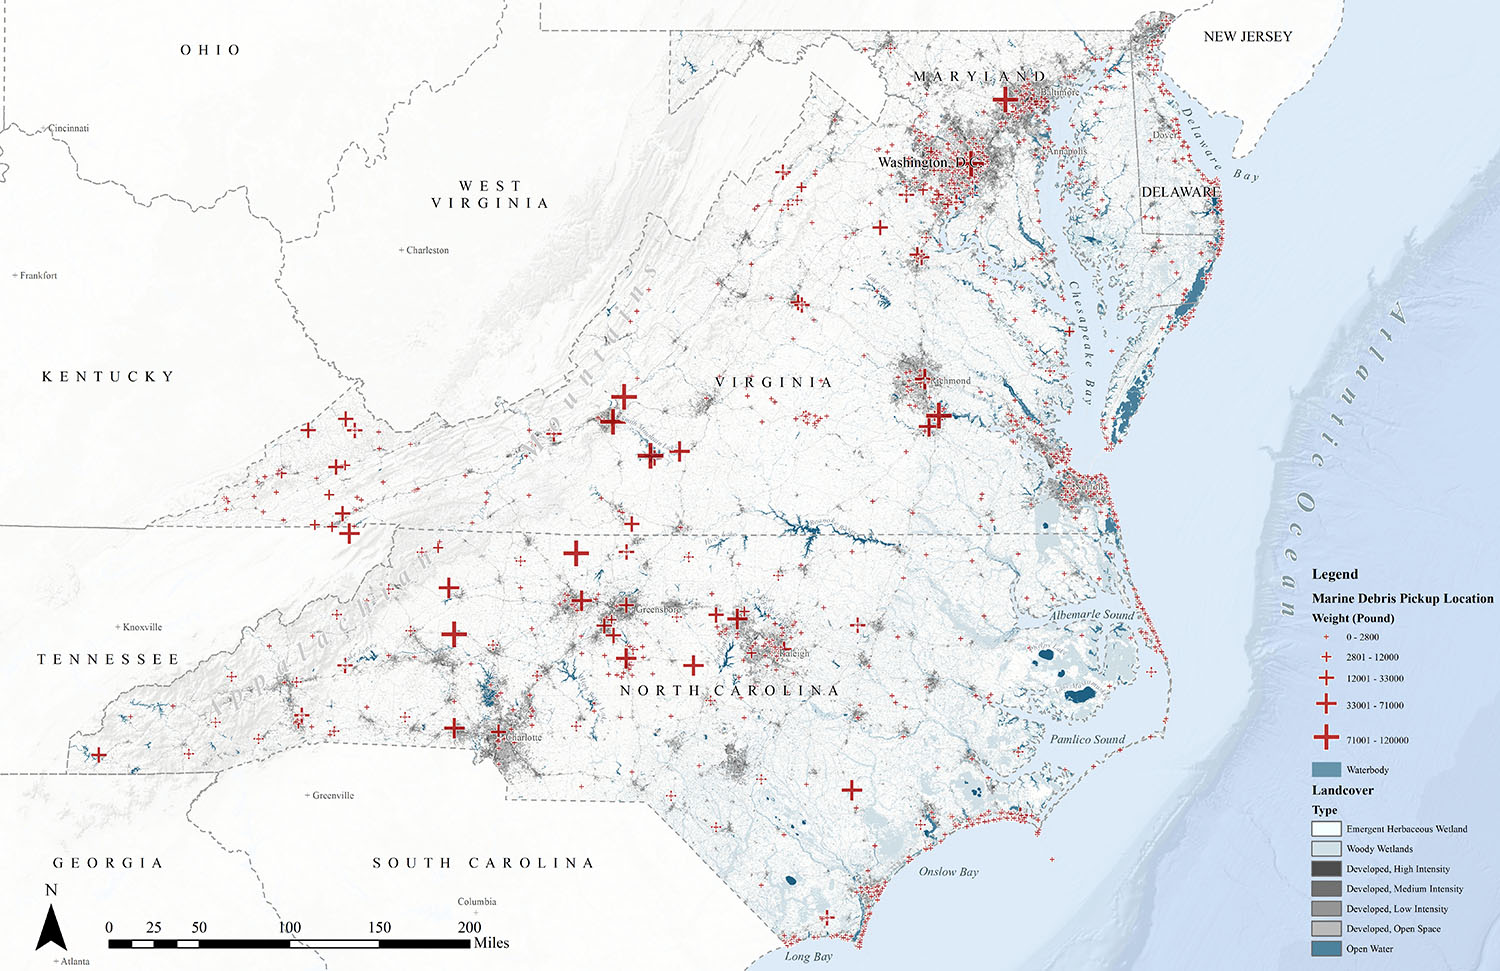 OHIO
NEW JERSEY
MARYLAND
Baltimore
Cincinnati
Dover
Delaware Bay
Annapolis
Washington, D.C.
WEST
VIRGINIA
DELAWARE
Charleston
Frankfort
Chesapeake Bay
Atlantic Ocean
KENTUCKY
VIRGINIA
Richmond
Appalachian Mountains
Norfolk
Knoxville
Greensboro
Albemarle Sound
TENNESSEE
Raleigh
NORTH CAROLINA
Charlotte
Pamlico Sound
Greenville
GEORGIA
SOUTH CAROLINA
Onslow Bay
Columbia
Long Bay
Atlanta
N
0 25 50 100 150 200
Miles
Legend
Marine Debris Pickup Location
Weight (Pound)
0 - 2800
2801 - 12000
12001 - 33000
33001 - 71000
71001 - 120000
Waterbody
Landcover
Type
Emergent Herbaceous Wetland
Woody Wetlands
Developed, High Intensity
Developed, Medium Intensity
Developed, Low Intensity
Developed, Open Space
Open Water